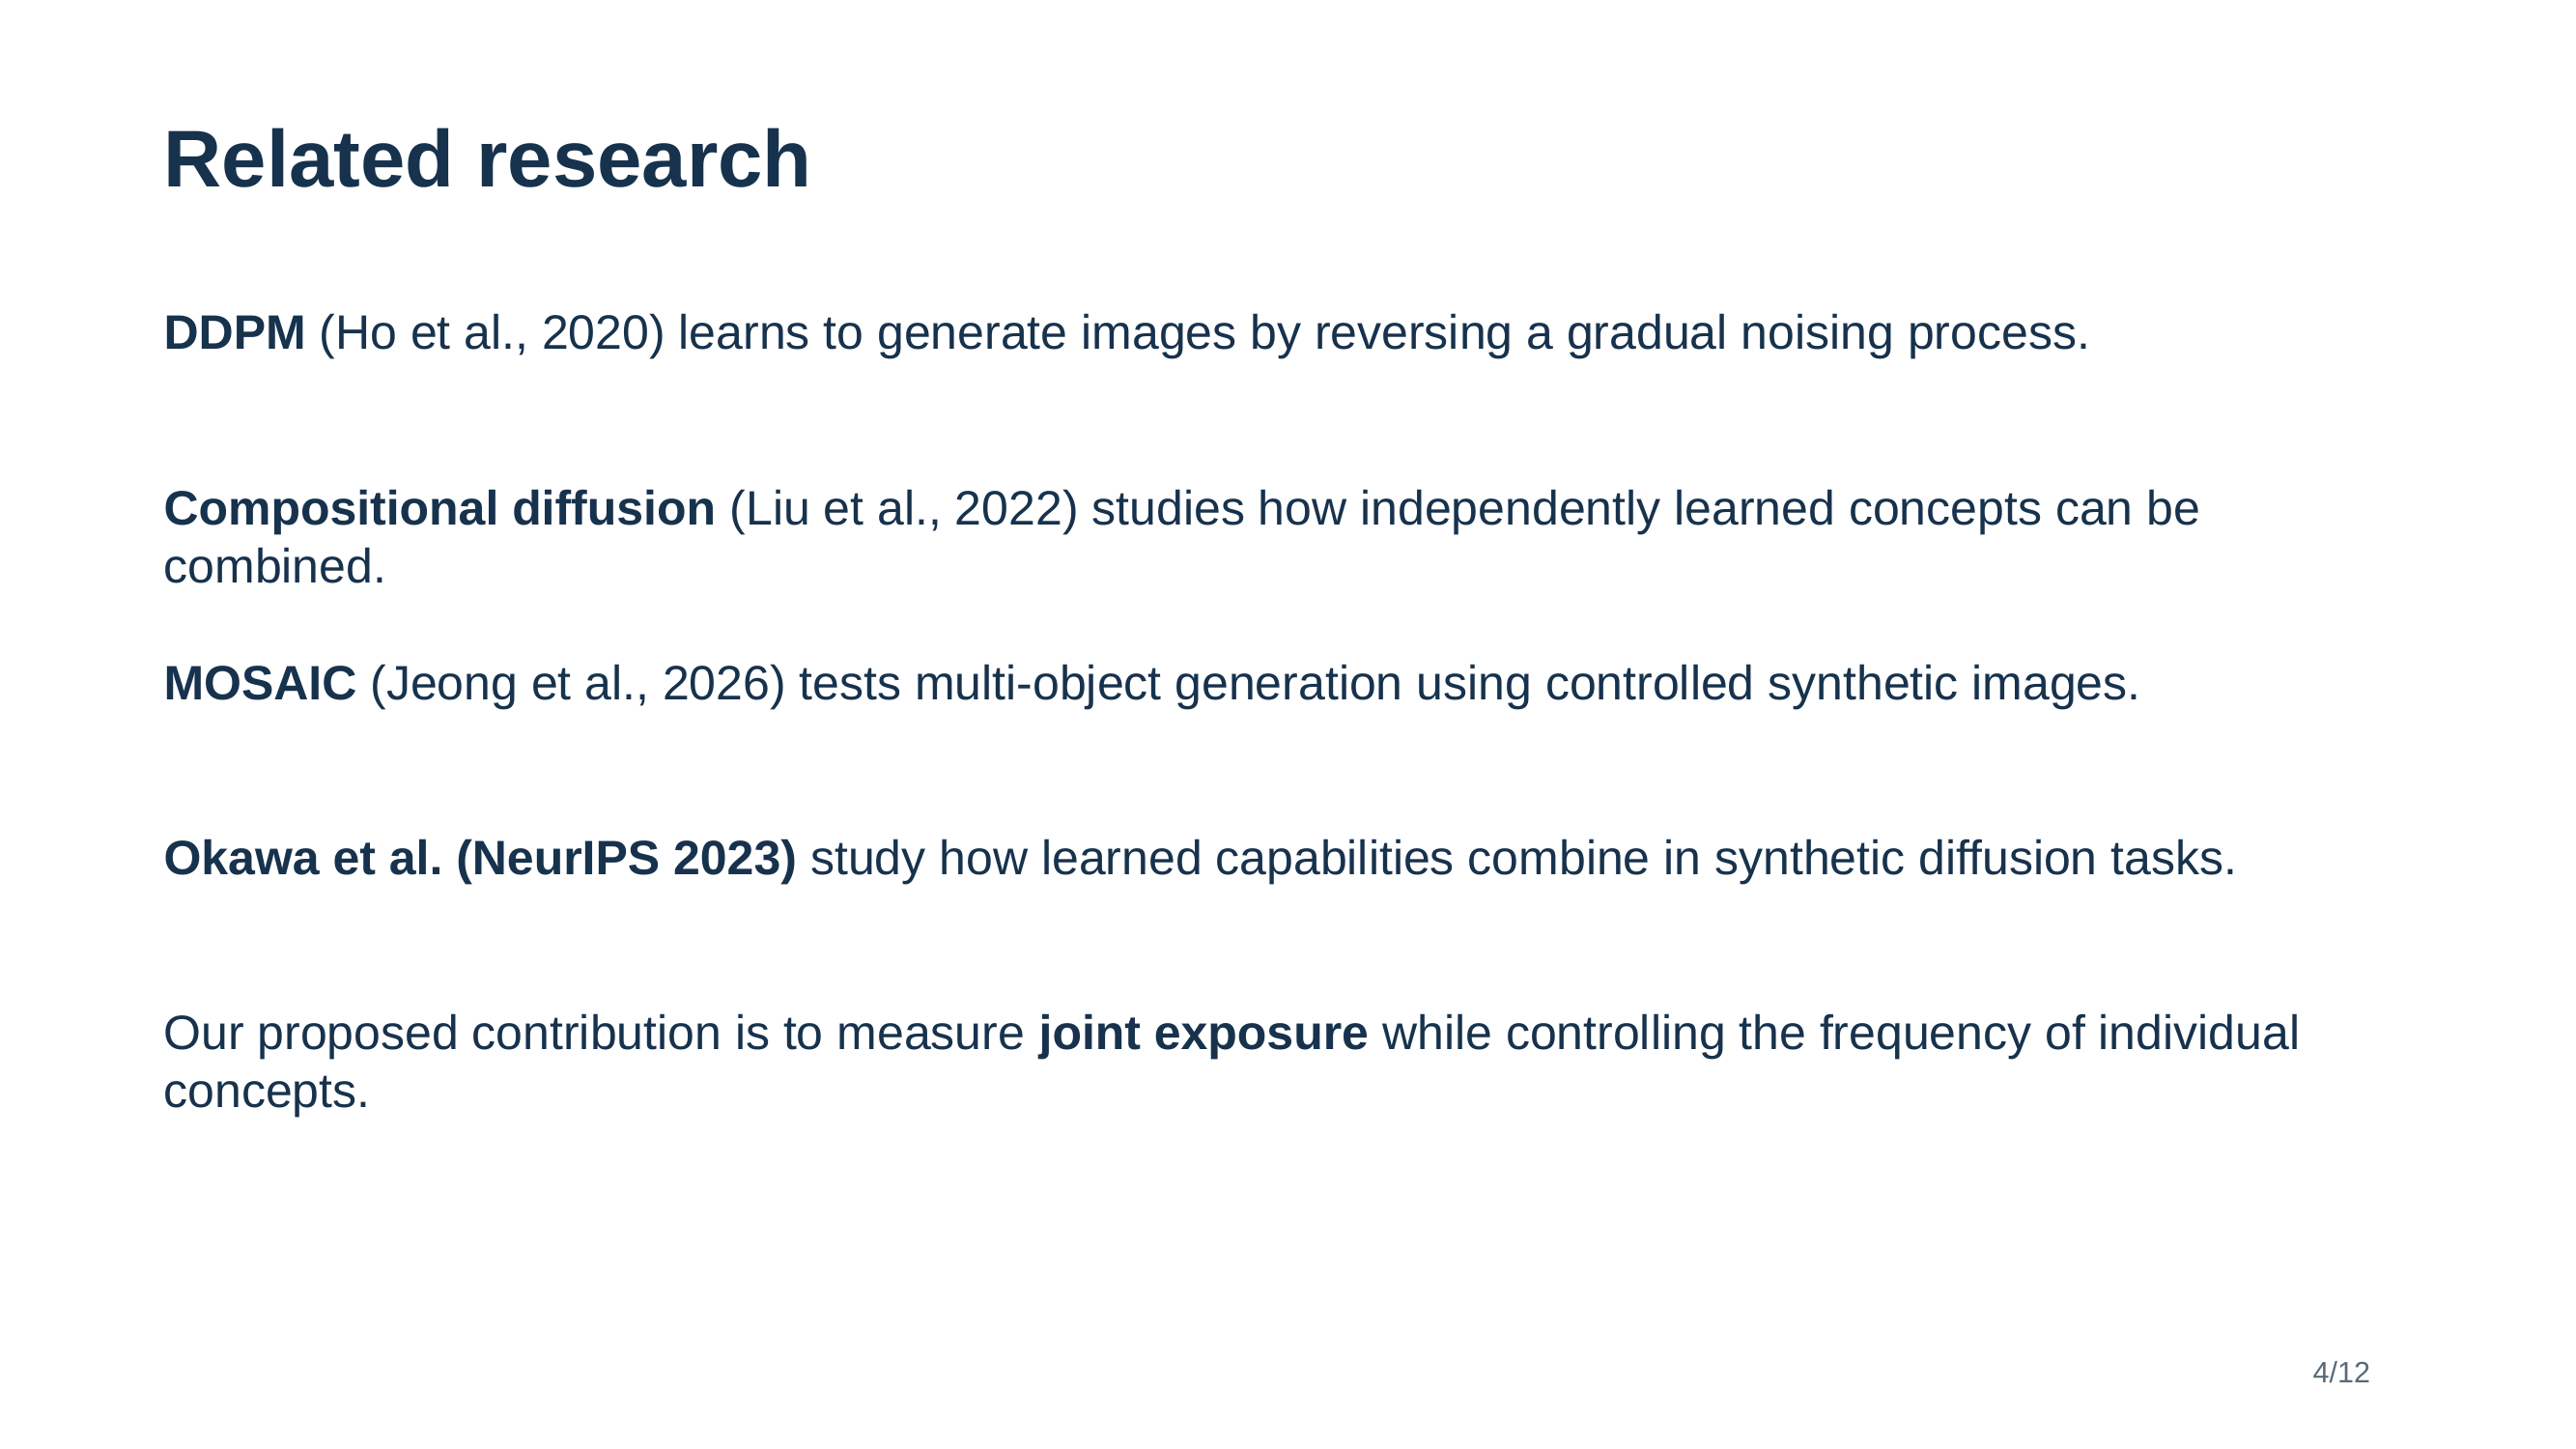 Related research
DDPM (Ho et al., 2020) learns to generate images by reversing a gradual noising process.
Compositional diffusion (Liu et al., 2022) studies how independently learned concepts can be
combined.
MOSAIC (Jeong et al., 2026) tests multi-object generation using controlled synthetic images.
Okawa et al. (NeurIPS 2023) study how learned capabilities combine in synthetic diffusion tasks.
Our proposed contribution is to measure joint exposure while controlling the frequency of individual
concepts.
4/12